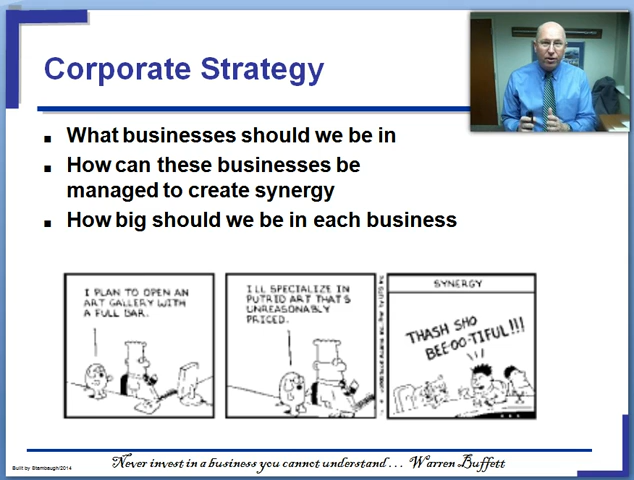 Corporate Strategy
What businesses should we be in
How can these businesses be
managed to create synergy
How big should we be in each business
I PLAN TO OPEN AN
ART GALLERY WITH
A FULL BAR.
I'LL SPECIALIZE IN
PUTRID ART THAT'S
UNREASONABLY
PRICED.
SYNERGY
THASH SHO
BEE-OO-TIFUL!!!
Built by Stambaugh/2014
Never invest in a business you cannot understand… Warren Buffett